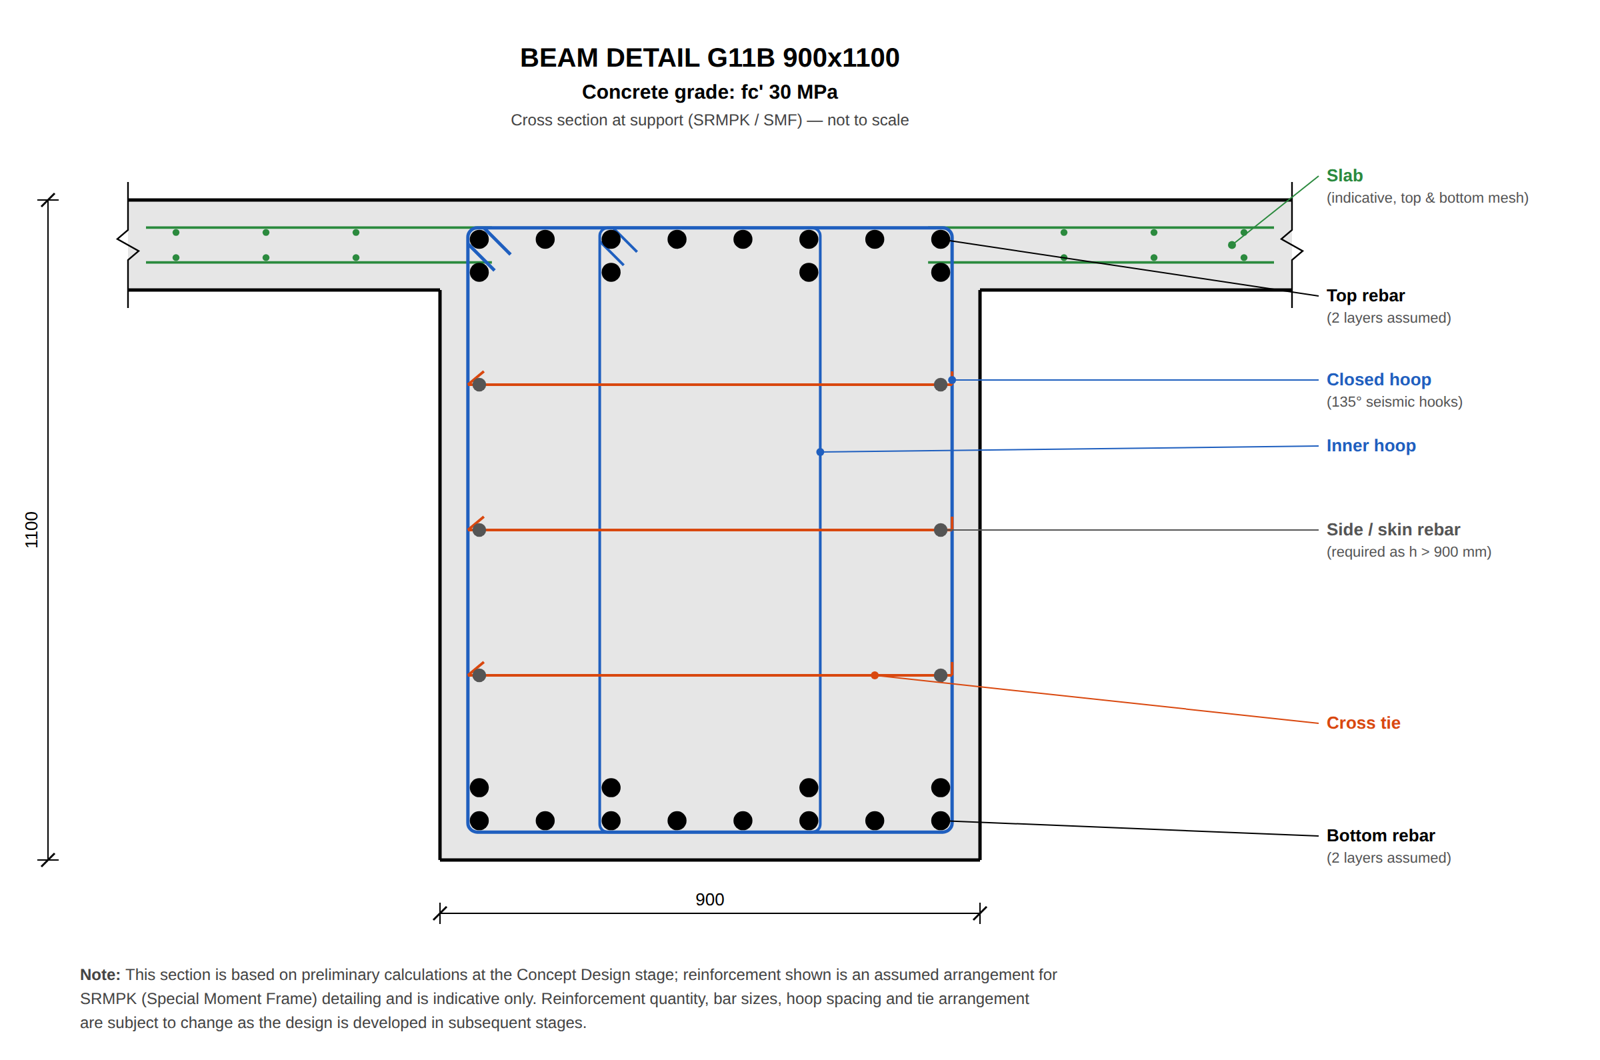 BEAM DETAIL G11B 900x1100
Concrete grade: fc' 30 MPa
Cross section at support (SRMPK / SMF) — not to scale
Slab
(indicative, top & bottom mesh)
Top rebar
(2 layers assumed)
Closed hoop
(135° seismic hooks)
Inner hoop
Side / skin rebar
(required as h > 900 mm)
1100
Cross tie
Bottom rebar
(2 layers assumed)
900
Note: This section is based on preliminary calculations at the Concept Design stage; reinforcement shown is an assumed arrangement for
SRMPK (Special Moment Frame) detailing and is indicative only. Reinforcement quantity, bar sizes, hoop spacing and tie arrangement
are subject to change as the design is developed in subsequent stages.